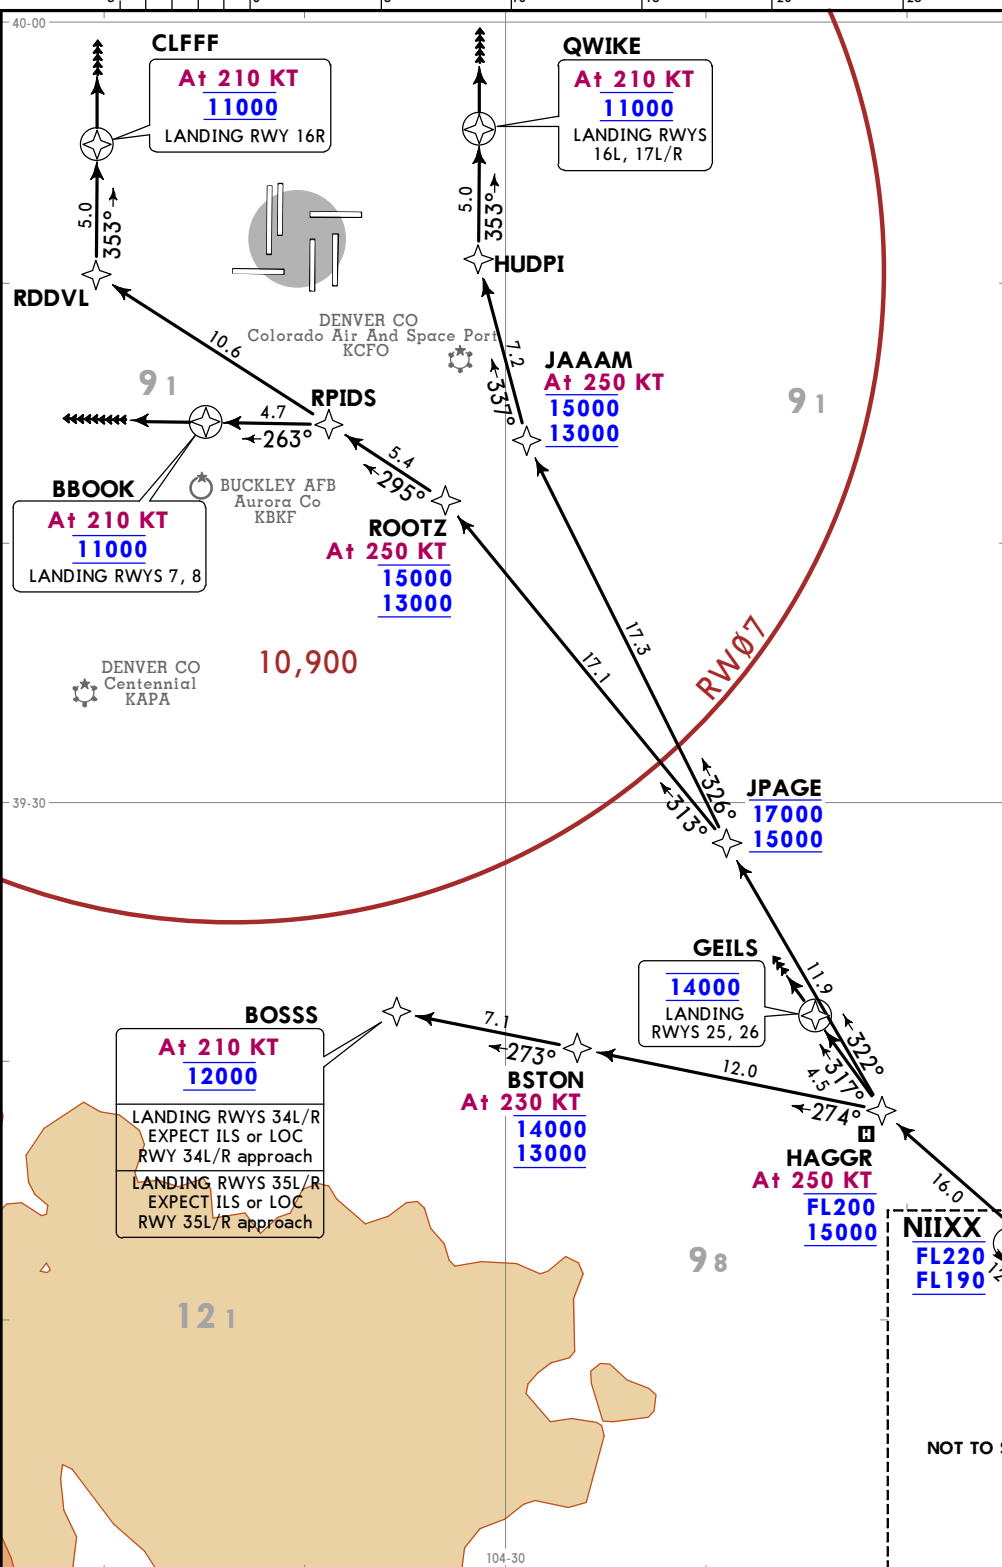 40-00
CLFFF
At 210 KT
11000
LANDING RWY 16R
QWIKE
At 210 KT
11000
LANDING RWYS
16L, 17L/R
5.0
353°
5.0
353°
RDDVL
HUDPI
DENVER CO
Colorado Air And Space Port
KCFO
10.6
7.2
337°
JAAAM
At 250 KT
15000
13000
9 1
9 1
RPIDS
4.7
263°
5.4
295°
BBOOK
At 210 KT
11000
LANDING RWYS 7, 8
BUCKLEY AFB
Aurora Co
KBKF
ROOTZ
At 250 KT
15000
13000
DENVER CO
Centennial
KAPA
10,900
17.3
17.1
RWØ7
39-30
326°
313°
JPAGE
17000
15000
GEILS
14000
LANDING
RWYS 25, 26
11.9
322°
317°
4.5
BOSSS
At 210 KT
12000
LANDING RWYS 34L/R
EXPECT ILS or LOC
RWY 34L/R approach
LANDING RWYS 35L/R
EXPECT ILS or LOC
RWY 35L/R approach
7.1
273°
BSTON
At 230 KT
14000
13000
12.0
274°
H
HAGGR
At 250 KT
FL200
15000
16.0
NIIXX
FL220
FL190
9 8
12 1
NOT TO
104-30